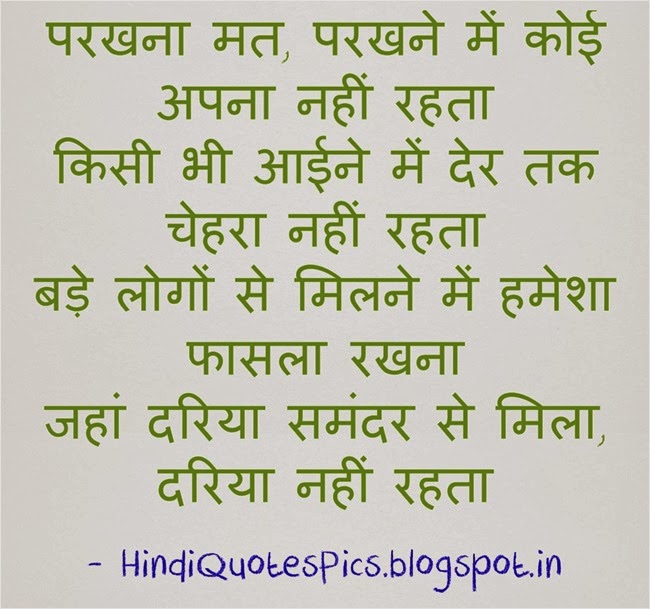 परखना मत, परखने में कोई
अपना नहीं रहता
किसी भी आईने में देर तक
चेहरा नहीं रहता
बड़े लोगों से मिलने में हमेशा
फासला रखना
जहां दरिया समंदर से मिला,
दरिया नहीं रहता
- HindiQuotesPics.blogspot.in